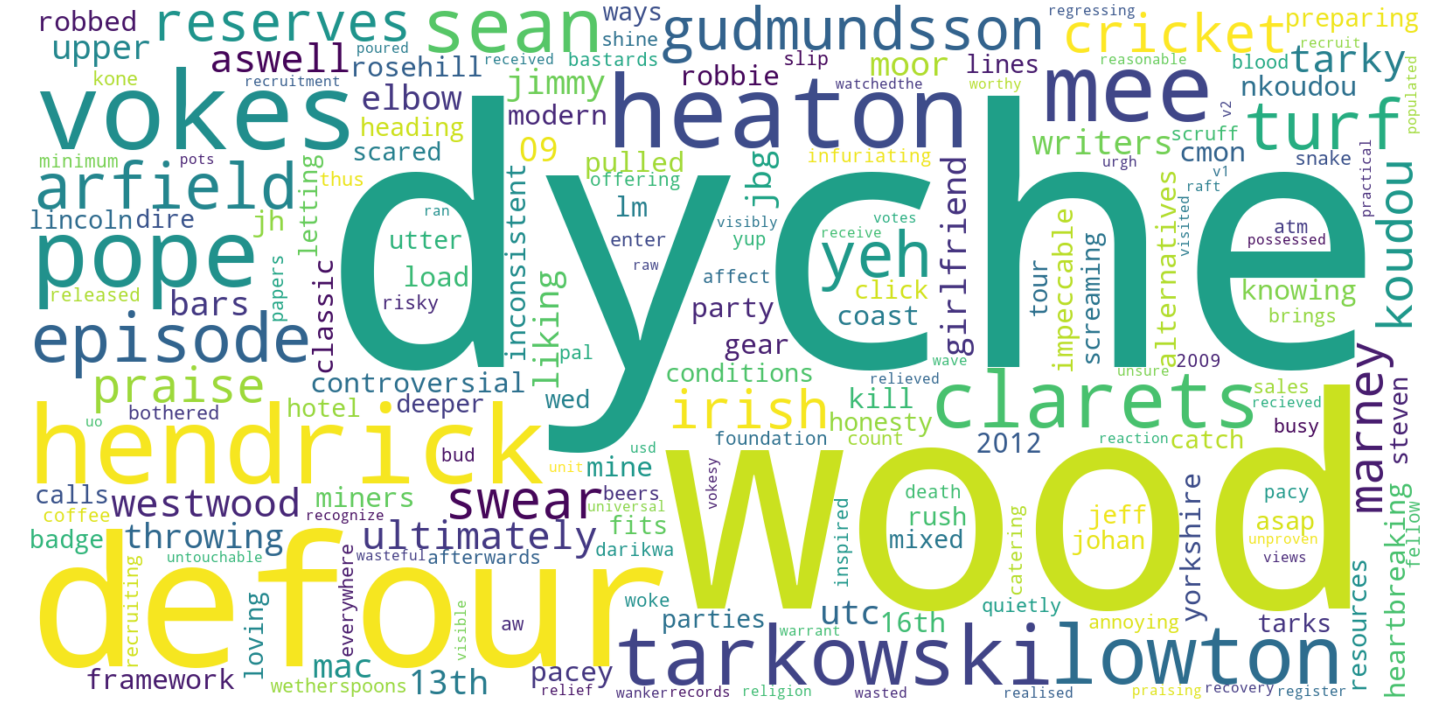 robbed
reserves
sean
ways
gudmundsson
regressing
cricket
preparing
upper
aswell
poured
received
shine
bastards
robbie
slip
moor
lines
reasonable
recruit
blood
tarky
kone
recruitment
rosehill
jimmy
watchedthe
worthy
mee
nkoudou
populated
vokes
elbow
modern
heaton
v2
turf
heading
09
writers
scruff
cmon
snake
minimum
pots
scared
pulled
infuriating
urgh
v1
practical
arfield
thus
letting
inconsistent
offering
jbg
girlfriend
alternatives
raft
koudou
lincoln
dire
jh
dyche
ran
lm
visibly
votes
tour
impeccable
visited
atm
possessed
pope
utter
enter
yup
receive
yeh
screaming
papers
load
raw
affect
click
knowing
released
bars
classic
risky
liking
party
coast
brings
episode
pal
gear
wave
2009
marney
praise
controversial
conditions
relieved
unsure
clarets
sales
steven
bothered
hotel
deeper
wed
irish
kill
honesty
recieved
uo
hendrick
foundation
count
2012
reaction
catch
busy
bud
unit
usd
mine
vokesy
wood
calls
westwood
miners
swear
beers
universal
death
pacy
heartbreaking
fellow
coffee
recognize
fits
inspired
rush
catering
jeff
asap
badge
throwing
ultimately
darikwa
mixed
johan
yorkshire
unproven
untouchable
everywhere
wasteful
afterwards
views
resources
defour
recruiting
loving
visible
aw
woke
parties
utc
16th
quietly
annoying
tarks
warrant
tarkowski
lowton
framework
mac
wetherspoons
13th
pacey
relief
wanker
records
religion
wasted
realised
praising
recovery
register